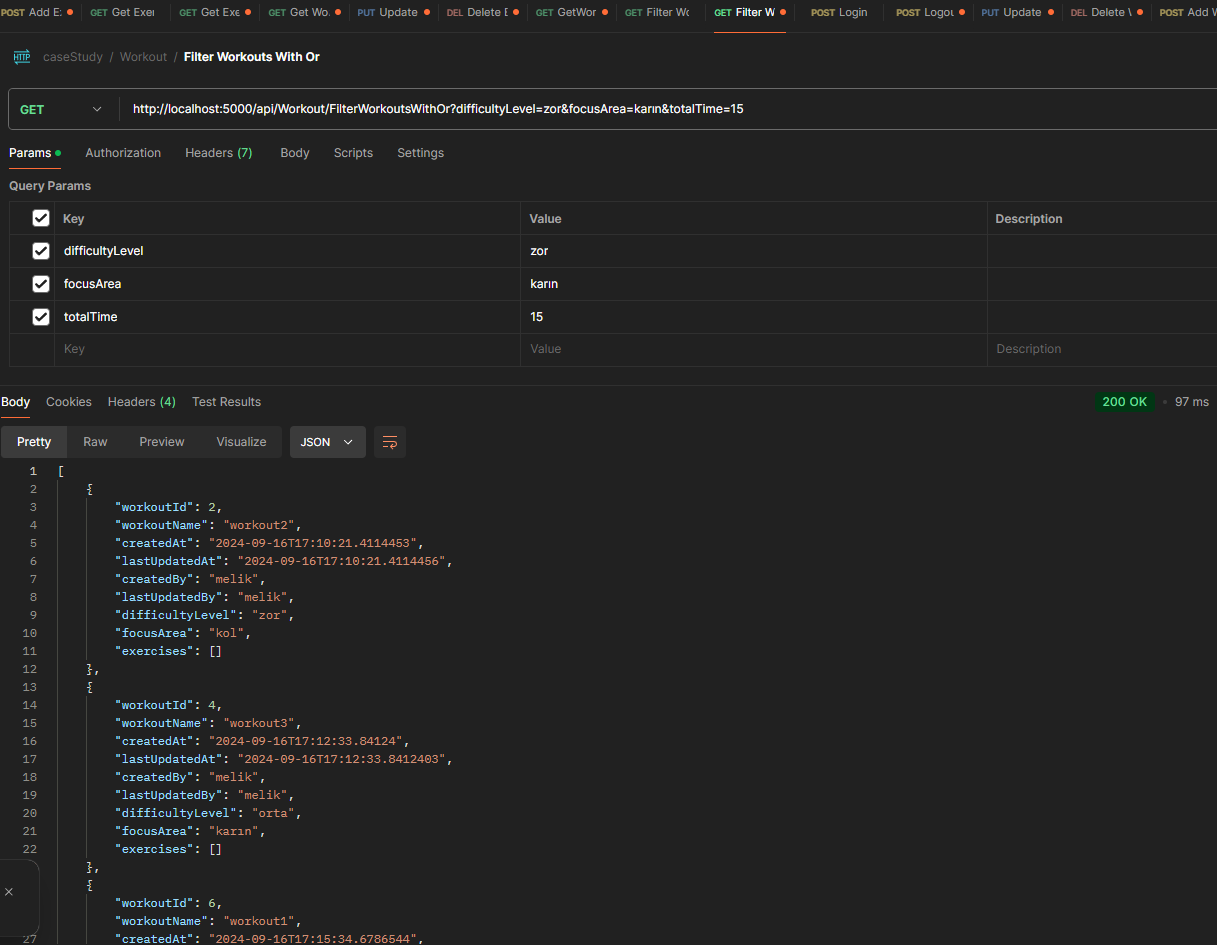 POST Add E: GET Get Exer GET Get Exe GET Get Wo. PUT Update DEL Delete E GET GetWor GET Filter Wo GET Filter W POST Login POST Logou PUT Update DEL Delete W POST Add W
HTTP caseStudy / Workout / Filter Workouts With Or
GET http://localhost:5000/api/Workout/FilterWorkoutsWithOr?difficultyLevel=zor&focusArea=karın&totalTime=15
Params Authorization Headers (7) Body Scripts Settings
Query Params
Key Value Description
difficultyLevel zor
focusArea karın
totalTime 15
Key Value Description
Body Cookies Headers (4) Test Results 200 OK • 97 ms
Pretty Raw Preview Visualize JSON
1 [
2 {
3 "workoutId": 2,
4 "workoutName": "workout2",
5 "createdAt": "2024-09-16T17:10:21.4114453",
6 "lastUpdatedAt": "2024-09-16T17:10:21.4114456",
7 "createdBy": "melik",
8 "lastUpdatedBy": "melik",
9 "difficultyLevel": "zor",
10 "focusArea": "kol",
11 "exercises": []
12 },
13 {
14 "workoutId": 4,
15 "workoutName": "workout3",
16 "createdAt": "2024-09-16T17:12:33.84124",
17 "lastUpdatedAt": "2024-09-16T17:12:33.8412403",
18 "createdBy": "melik",
19 "lastUpdatedBy": "melik",
20 "difficultyLevel": "orta",
21 "focusArea": "karın",
22 "exercises": []
},
{
"workoutId": 6,
"workoutName": "workout1",
27 "createdAt": "2024-09-16T17:15:34.6786544",